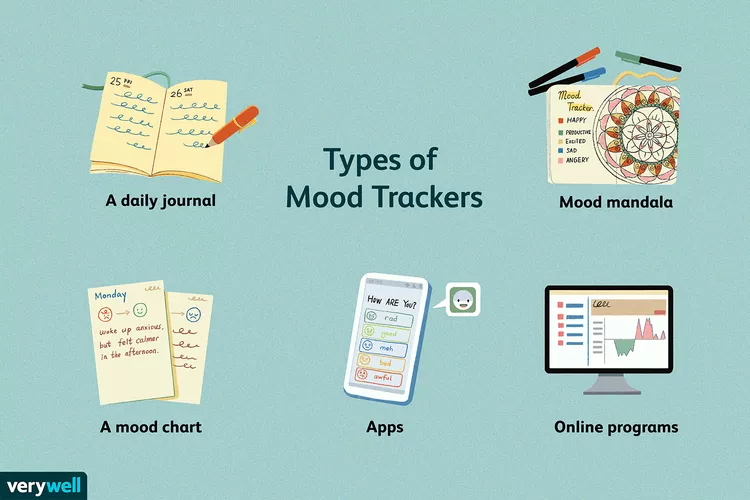 25 FRI
26 SAT
A daily journal
Types of
Mood Trackers
Mood
Tracker
HAPPY
PRODUCTIVE
EXCITED
SAD
ANGERY
Mood mandala
Monday
woke up anxious,
but felt calmer
in the afternoon.
A mood chart
HOW ARE YOU?
rad
good
meh
bad
awful
Apps
Online programs
verywell